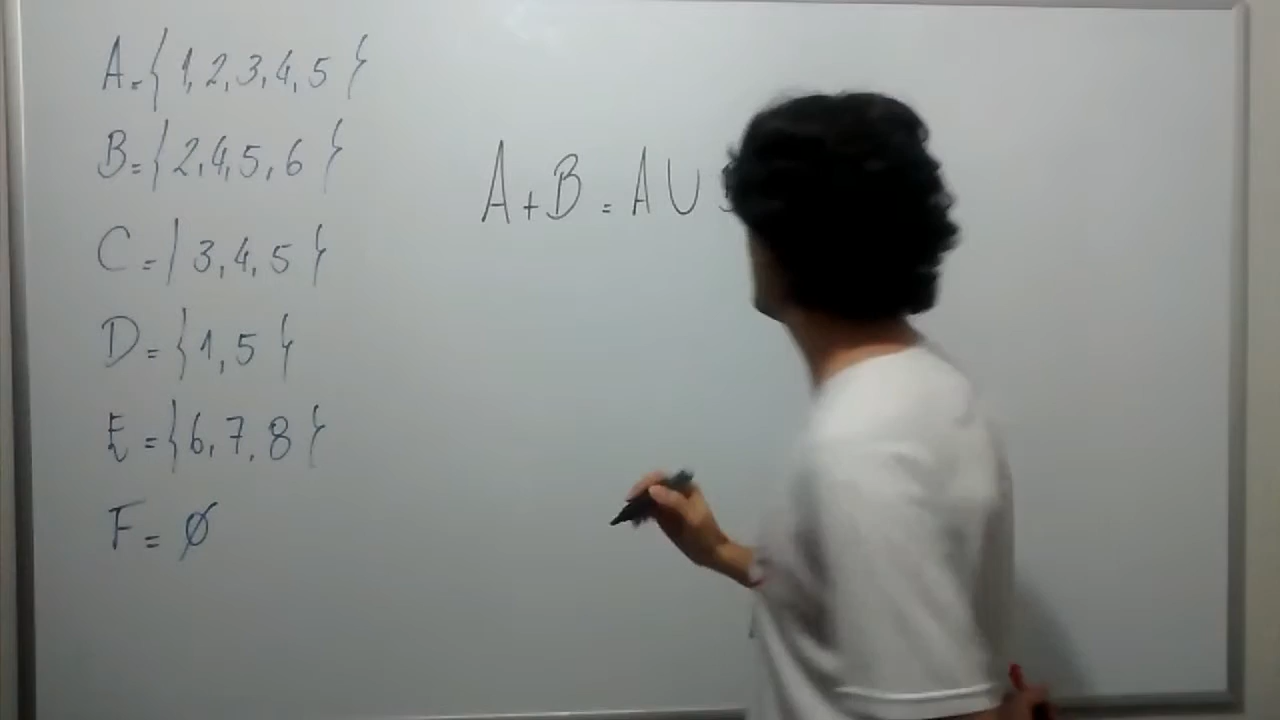 A={1,2,3,4,5}
B={2,4,5,6}
C={3,4,5}
D={1,5}
E={6,7,8}
F=Ø
A+B=A∪